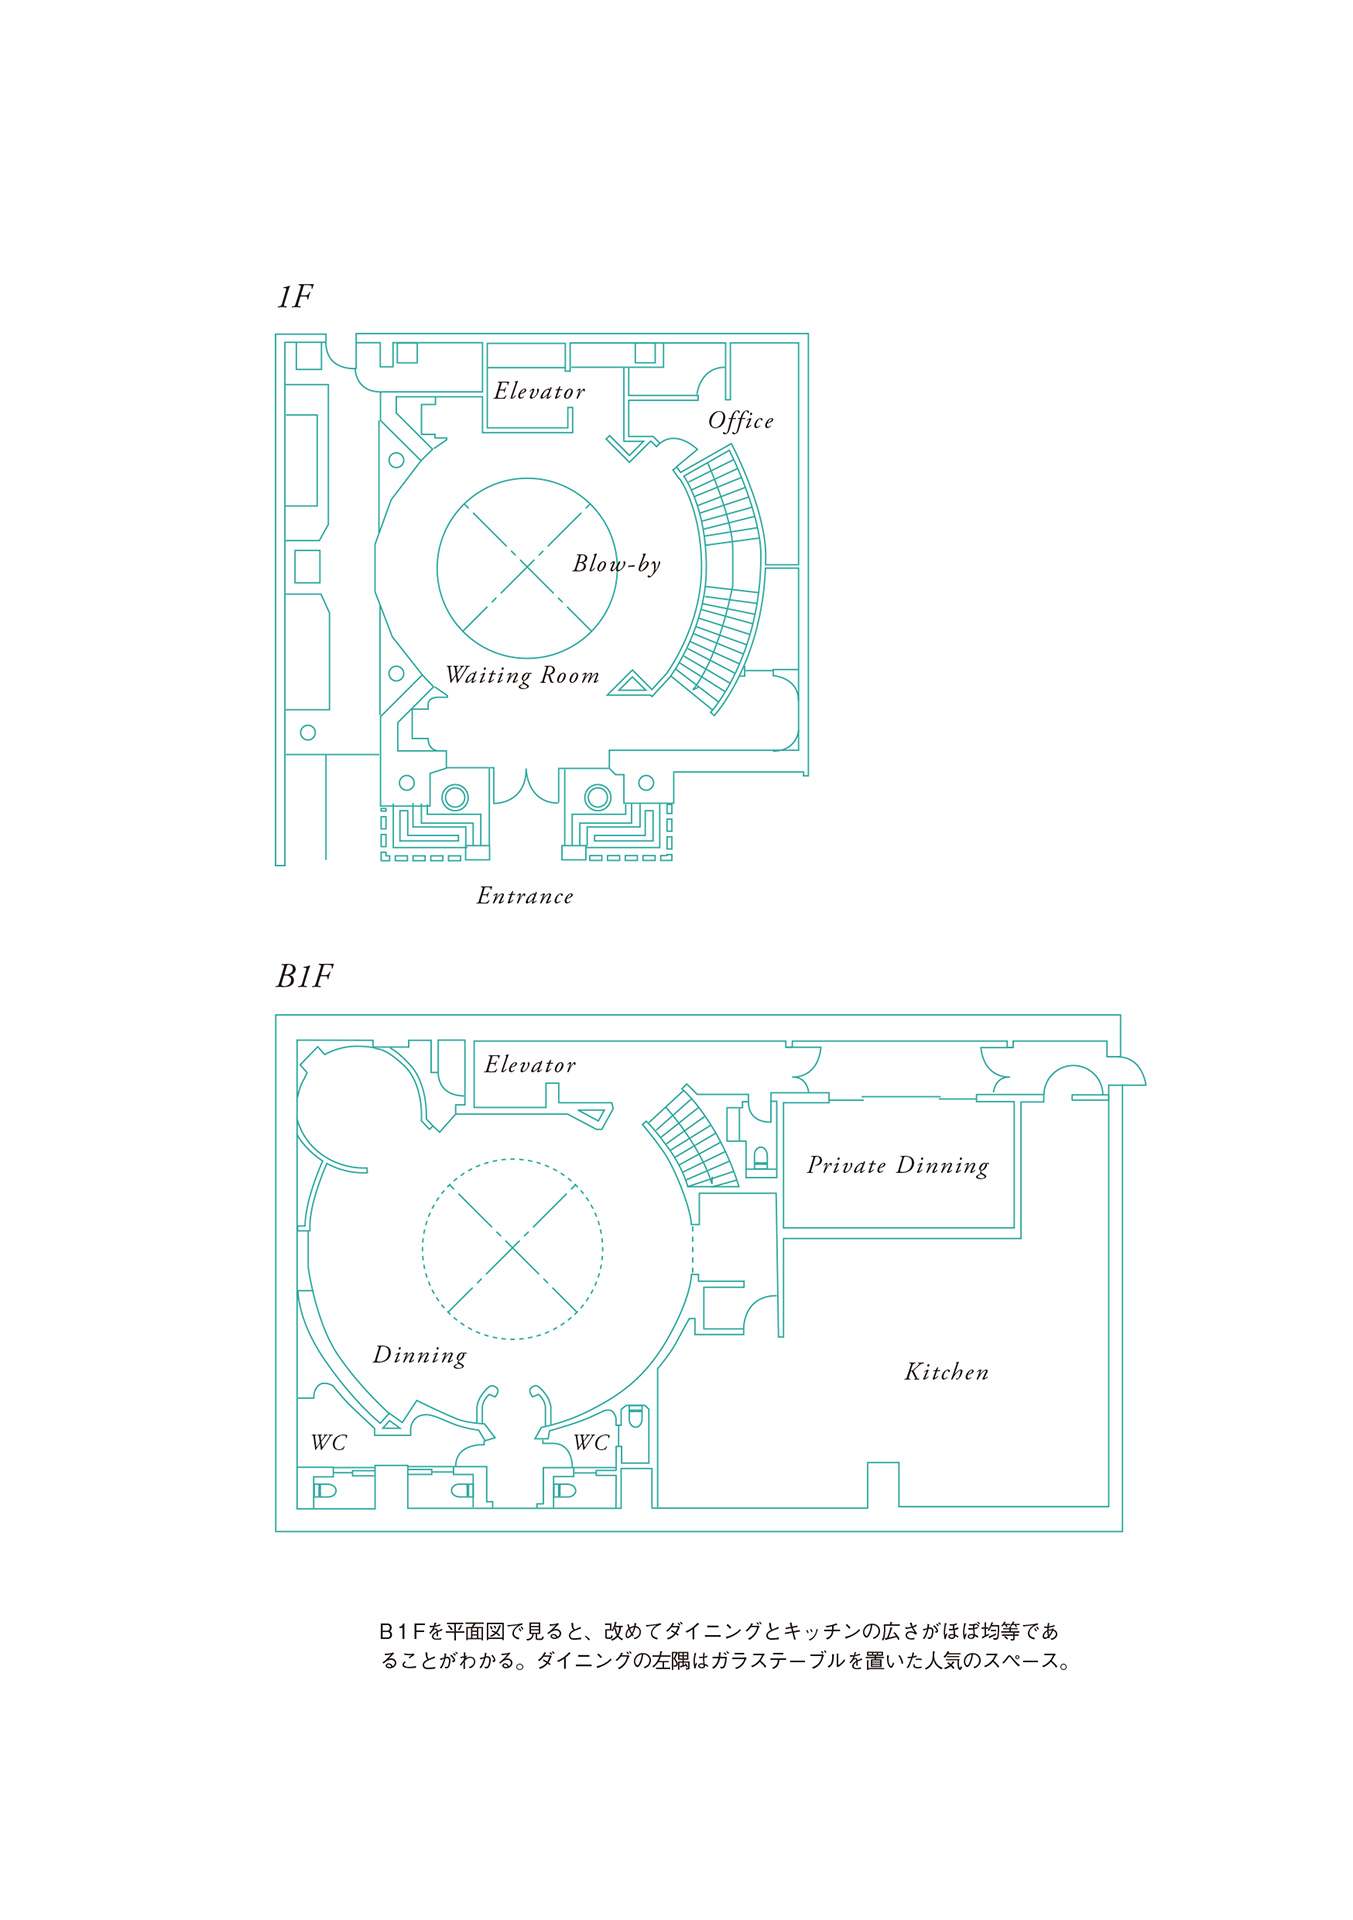 1F
Elevator
Office
Blow-by
Waiting Room
Entrance
B1F
Elevator
Private Dinning
Dinning
Kitchen
WC
WC
B1Fを平面図で見ると、改めてダイニングとキッチンの広さがほぼ均等であ
ることがわかる。ダイニングの左隅はガラステーブルを置いた人気のスペース。